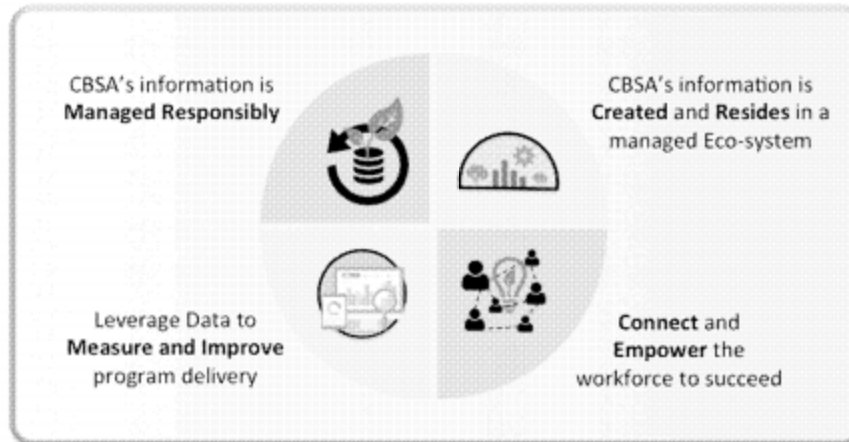 CBSA's information is
Managed Responsibly
CBSA's information is
Created and Resides in a
managed Eco-system
Leverage Data to
Measure and Improve
program delivery
Connect and
Empower the
workforce to succeed